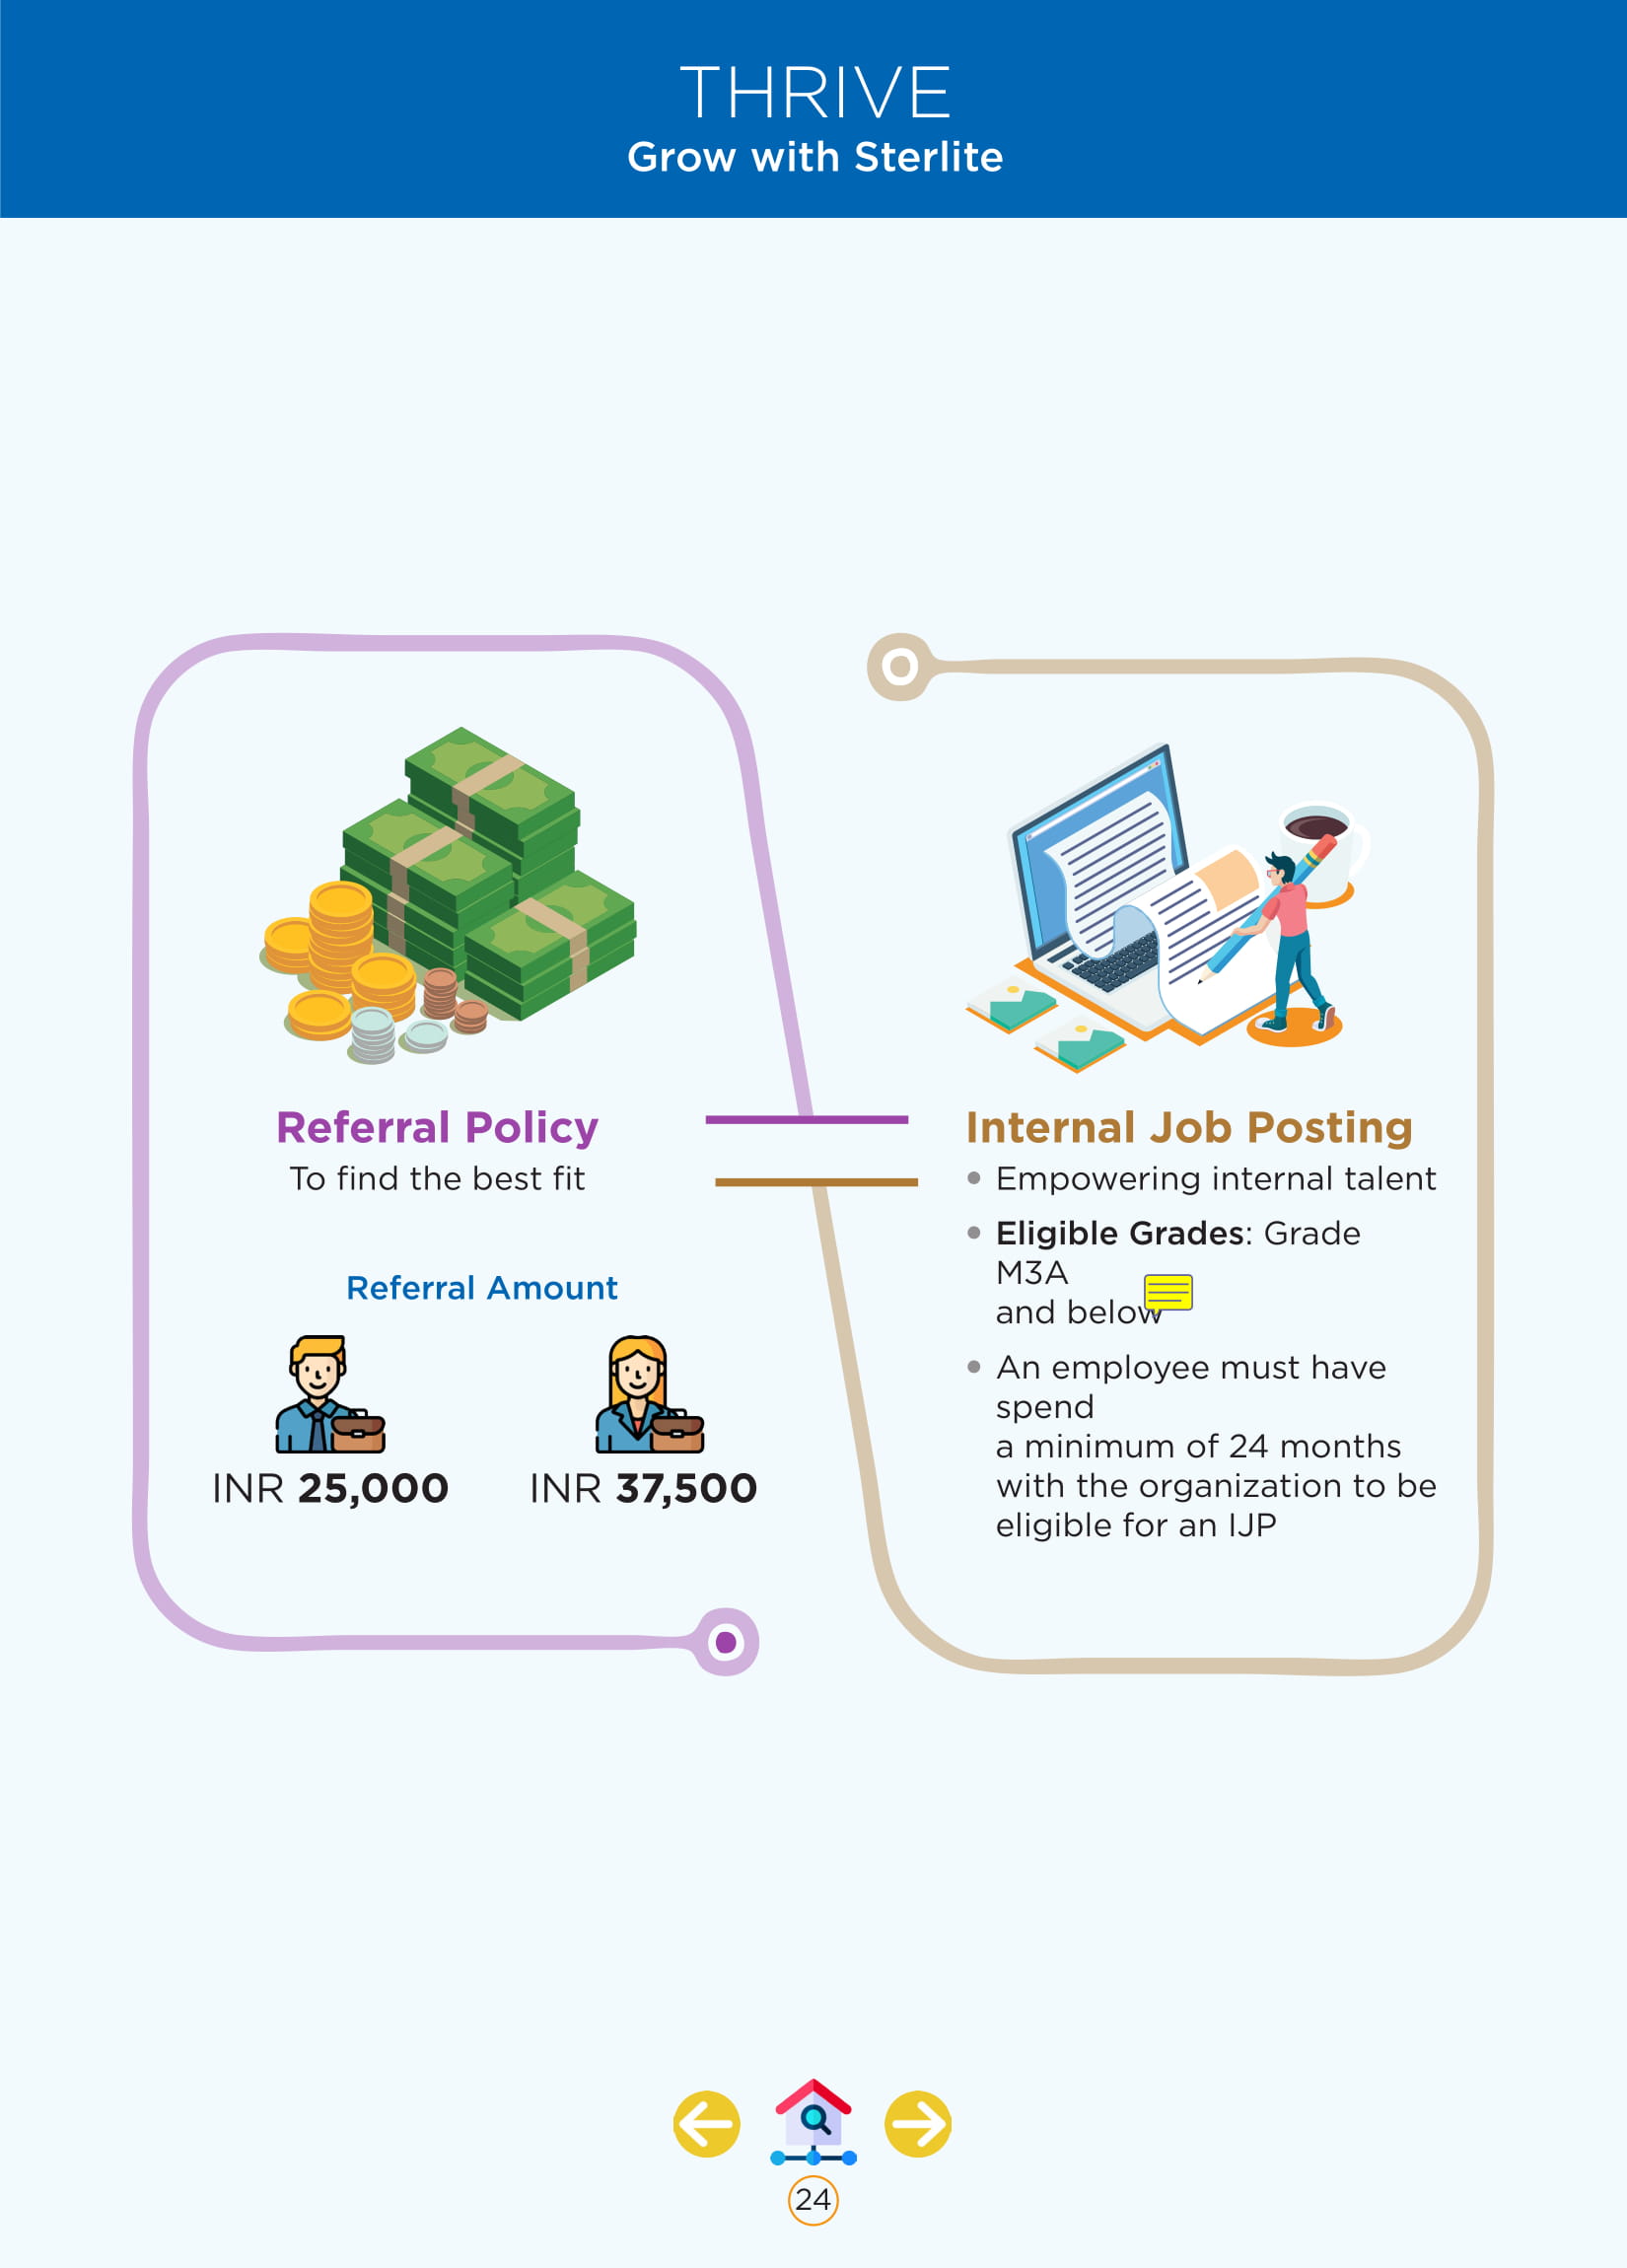 THRIVE
Grow with Sterlite
Referral Policy
To find the best fit
Referral Amount
INR 25,000
INR 37,500
Internal Job Posting
Empowering internal talent
Eligible Grades: Grade
M3A
and below
An employee must have
spend
a minimum of 24 months
with the organization to be
eligible for an IJP
24